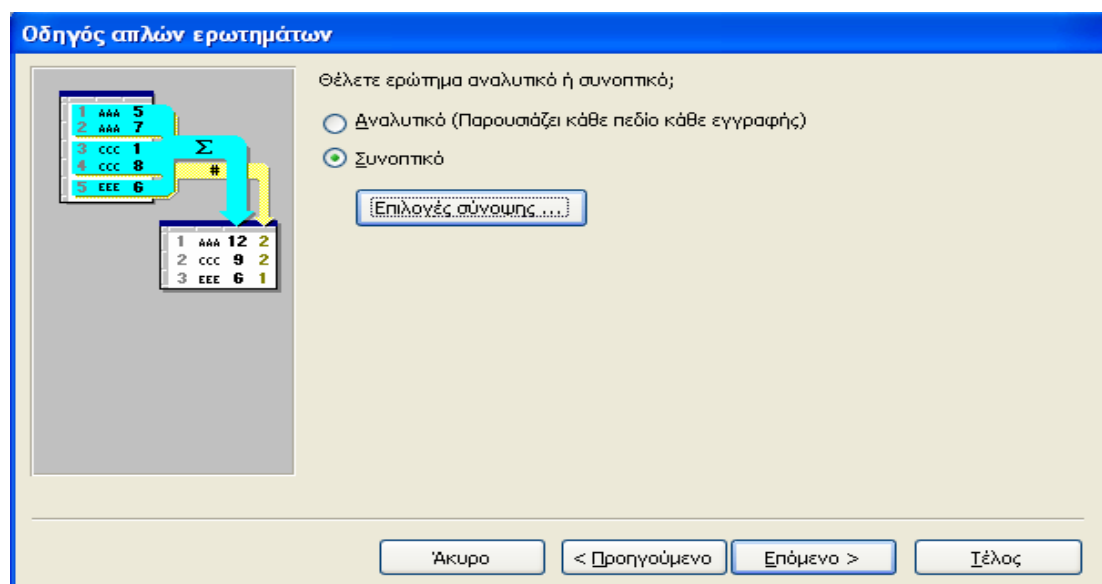 Οδηγός απλών ερωτημάτων
Θέλετε ερώτημα αναλυτικό ή συνοπτικό;
Αναλυτικό (Παρουσιάζει κάθε πεδίο κάθε εγγραφής)
Συνοπτικό
Επιλογές σύνοψης ...
1 AAA 5
2 AAA 7
3 CCC 1
4 CCC 8
5 EEE 6
Σ
#
1 AAA 12 2
2 CCC 9 2
3 EEE 6 1
Άκυρο
< Προηγούμενο
Επόμενο >
Τέλος